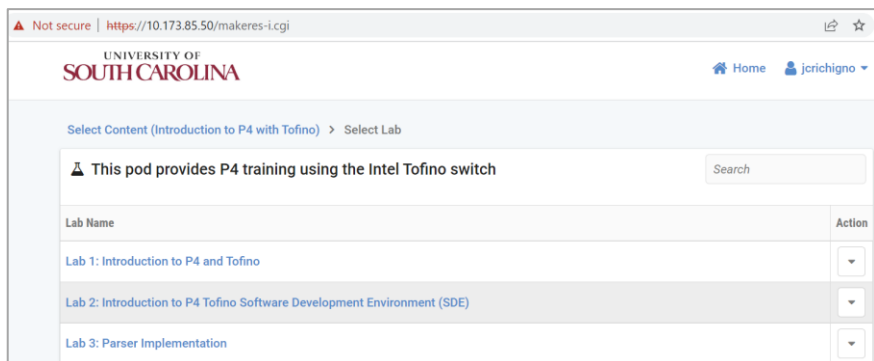 Not secure | https://10.173.85.50/makeres-i.cgi
UNIVERSITY OF
SOUTH CAROLINA
Home jcrichigno
Select Content (Introduction to P4 with Tofino) > Select Lab
This pod provides P4 training using the Intel Tofino switch
Search
Lab Name Action
Lab 1: Introduction to P4 and Tofino
Lab 2: Introduction to P4 Tofino Software Development Environment (SDE)
Lab 3: Parser Implementation